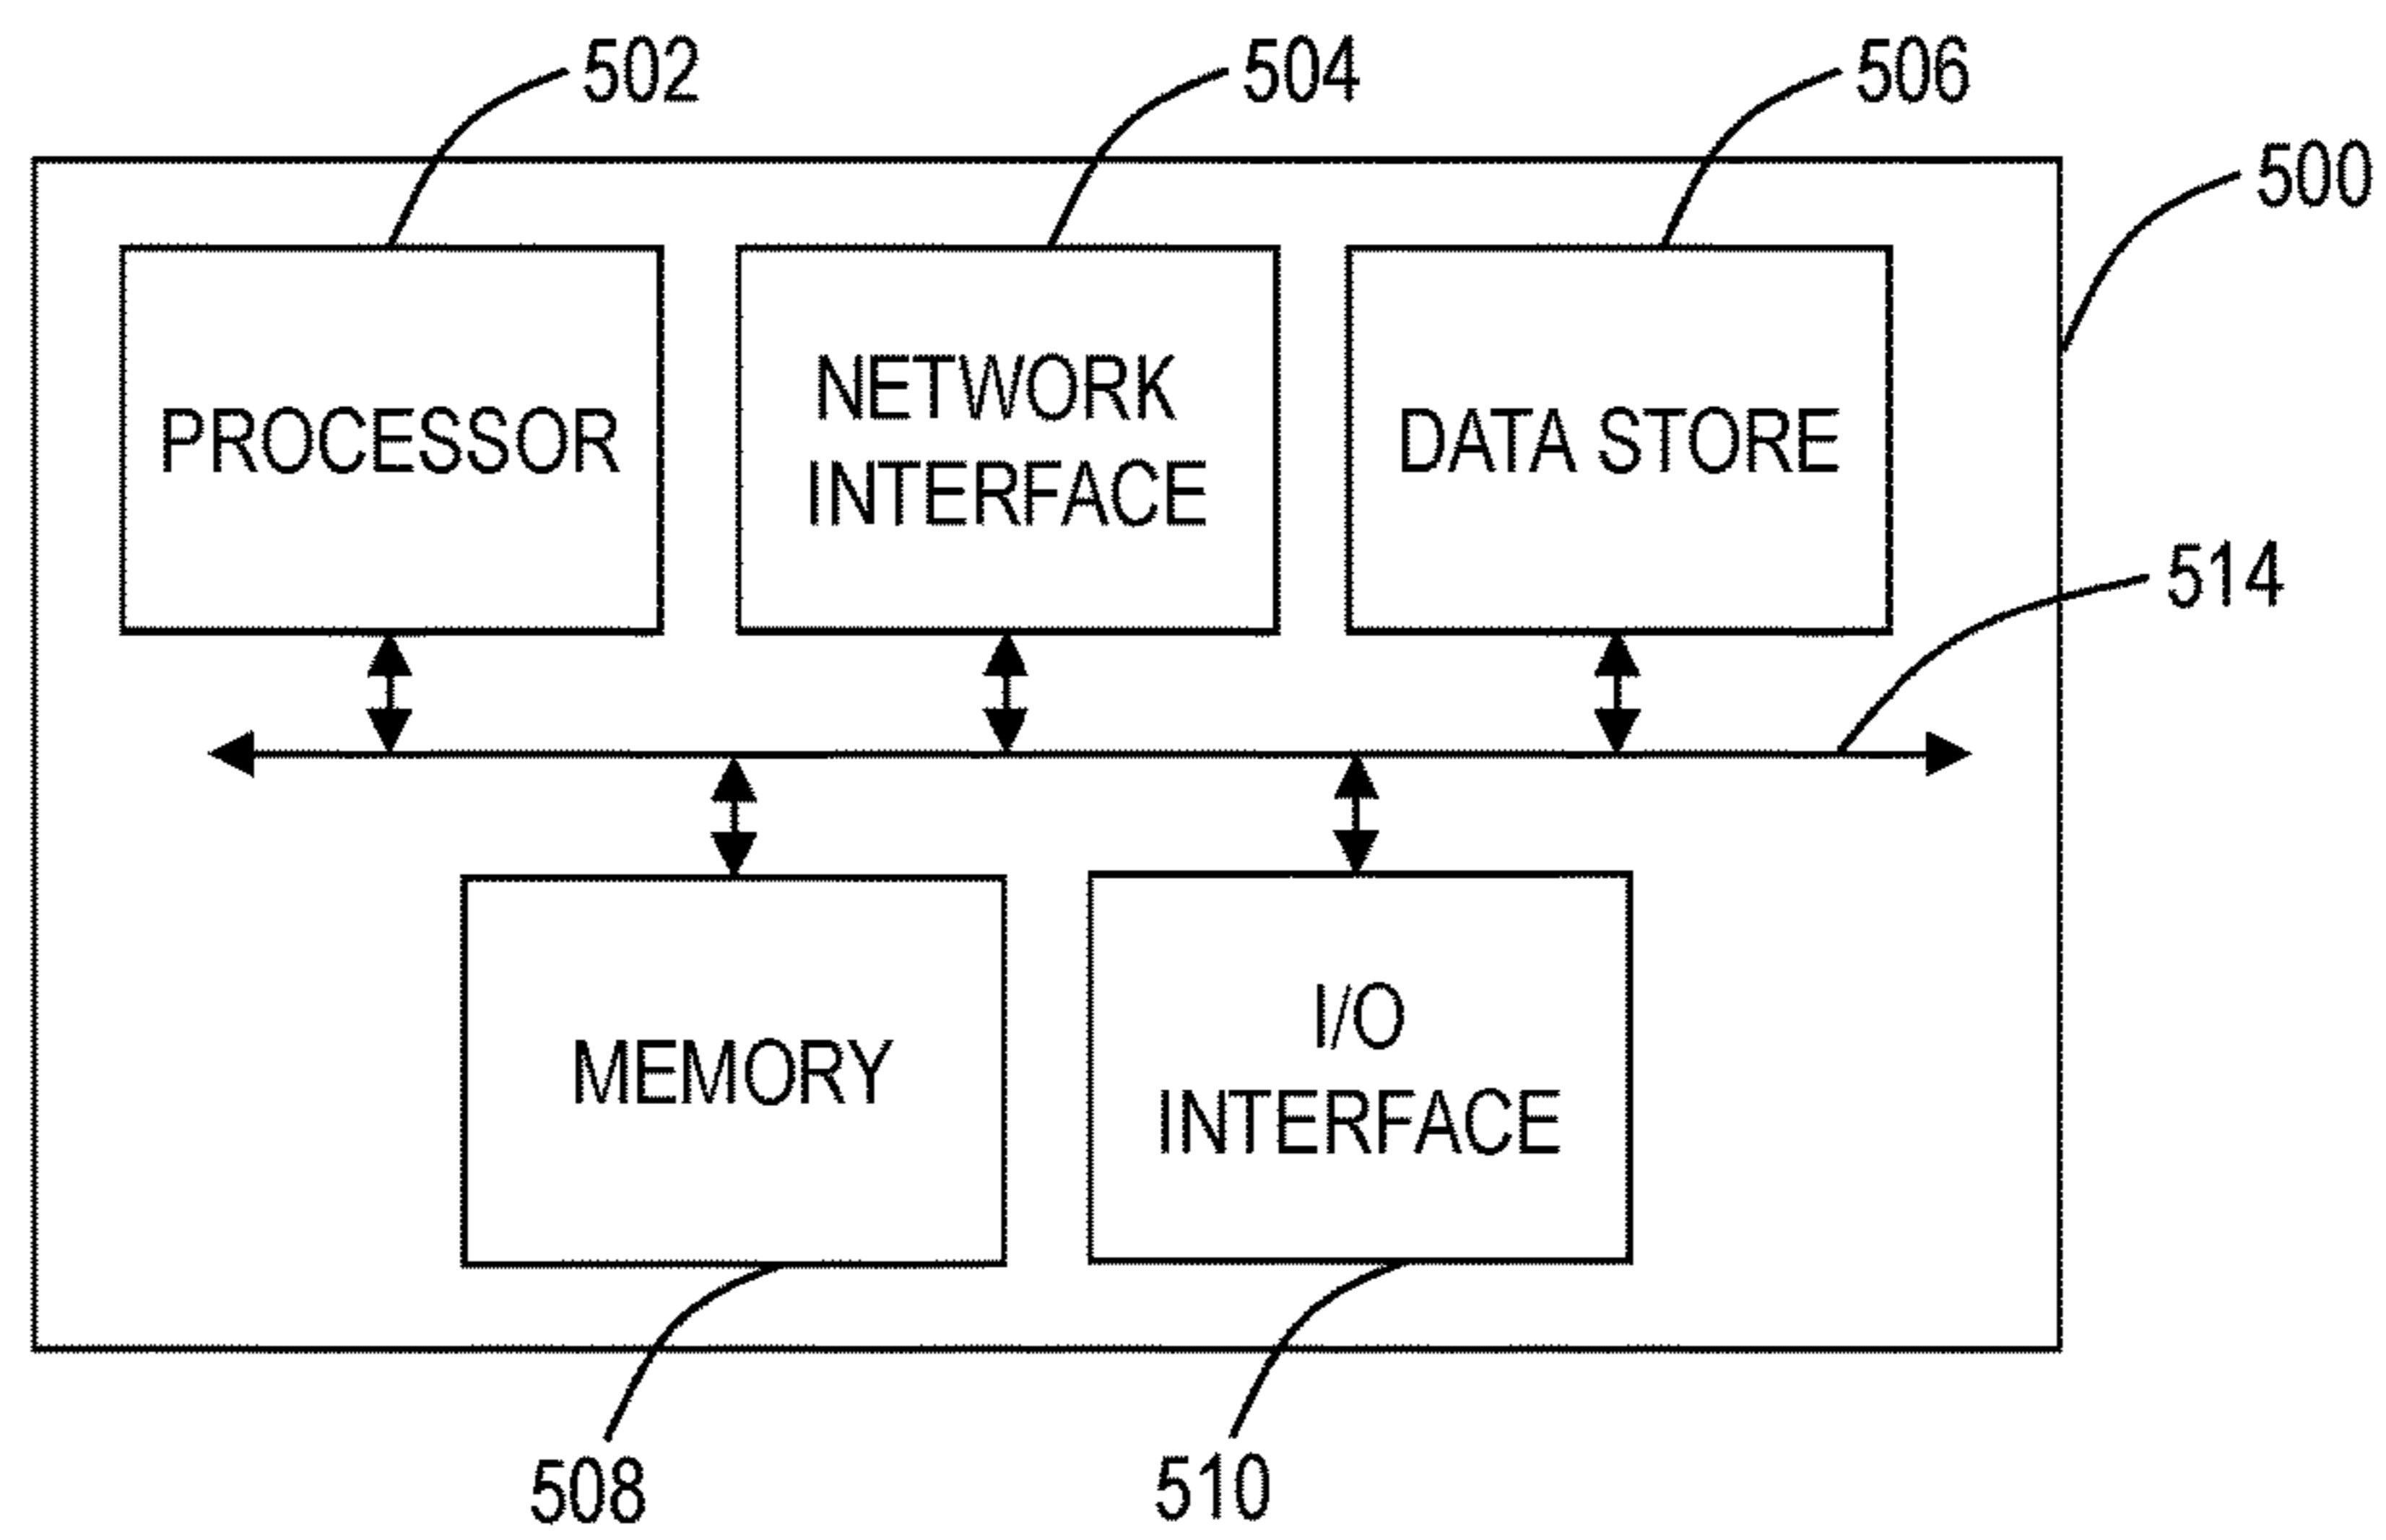 502
504
506
500
PROCESSOR
NETWORK
INTERFACE
DATA STORE
514
MEMORY
I/O
INTERFACE
508
510